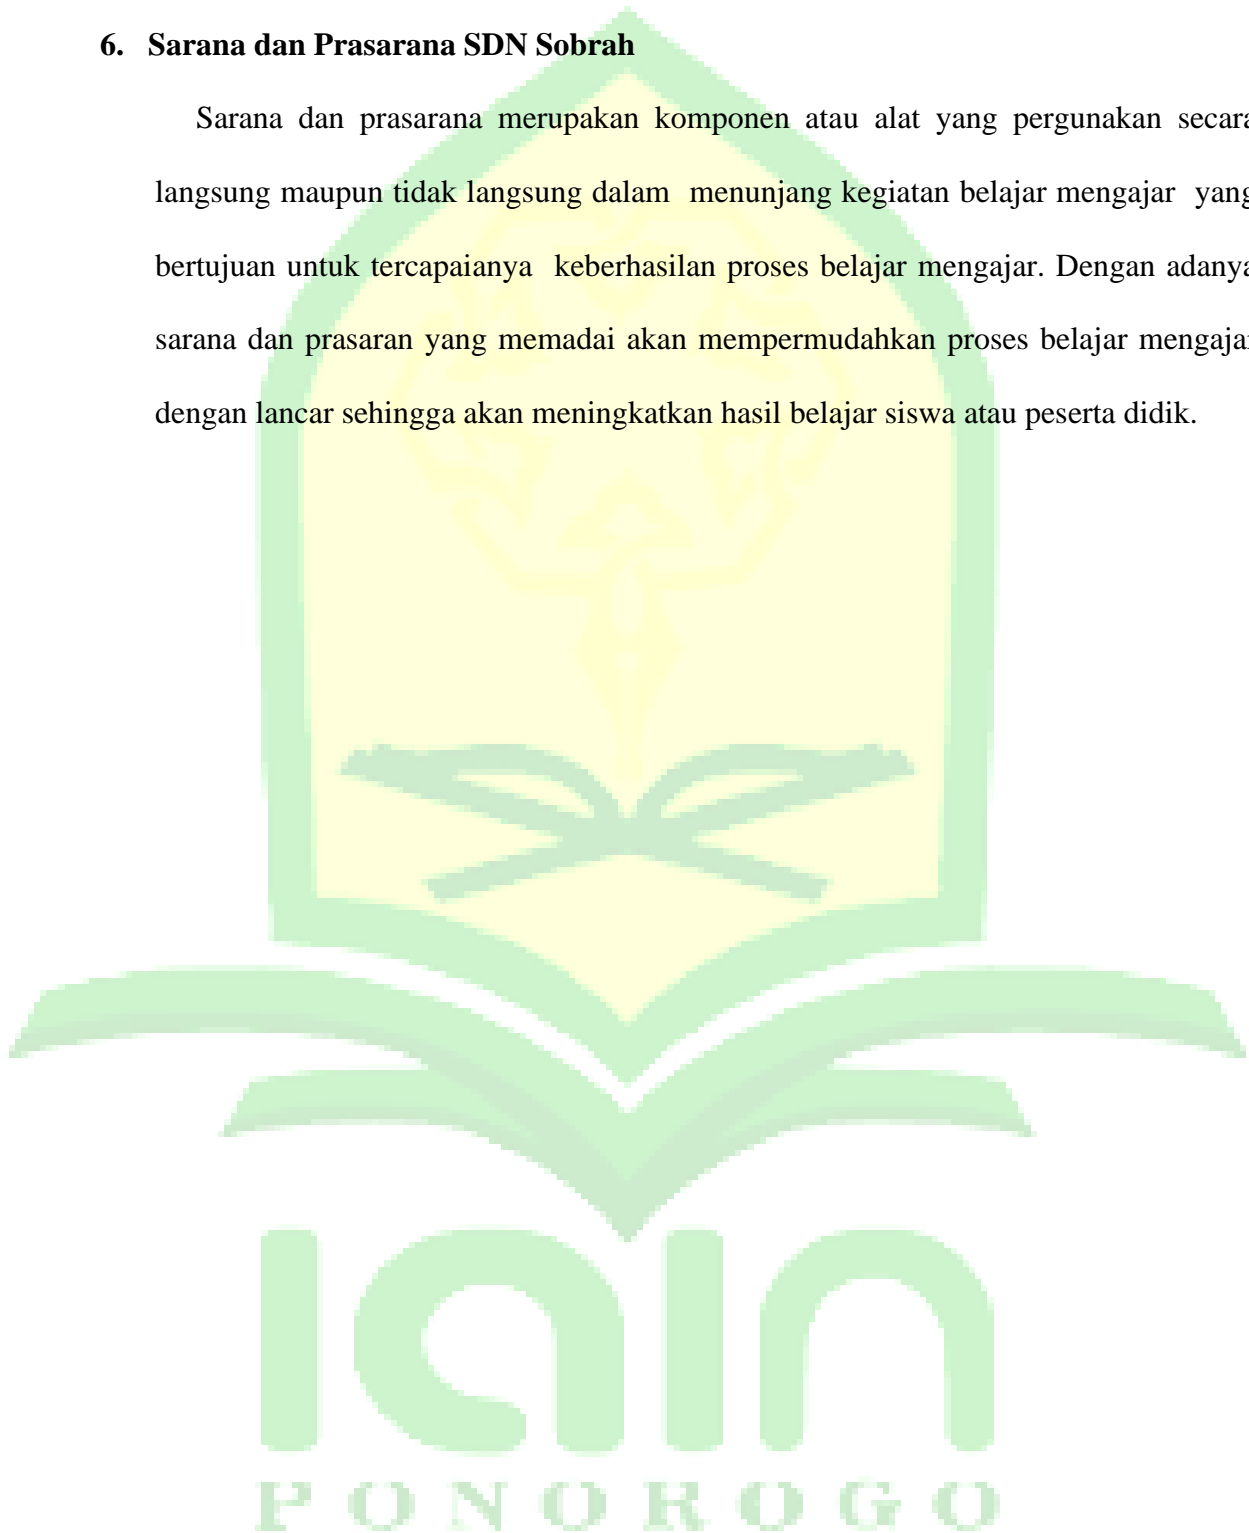 6. Sarana dan Prasarana SDN Sobrah
Sarana dan prasarana merupakan komponen atau alat yang pergunakan secara
langsung maupun tidak langsung dalam menunjang kegiatan belajar mengajar yang
bertujuan untuk tercapaianya keberhasilan proses belajar mengajar. Dengan adanya
sarana dan prasaran yang memadai akan mempermudahkan proses belajar mengajar
dengan lancar sehingga akan meningkatkan hasil belajar siswa atau peserta didik.
iain
PONOROGO